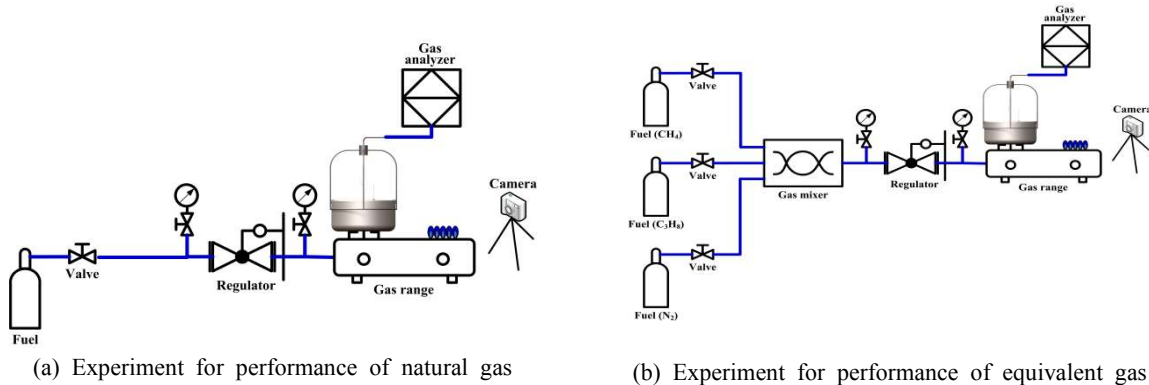 Gas
analyzer
Camera
Valve
Regulator
Gas range
Fuel
(a) Experiment for performance of natural gas
Gas
analyzer
Camera
Valve
Fuel (CH₄)
Valve
Fuel (C₃H₈)
Gas mixer
Regulator
Gas range
Valve
Fuel (N₂)
(b) Experiment for performance of equivalent gas